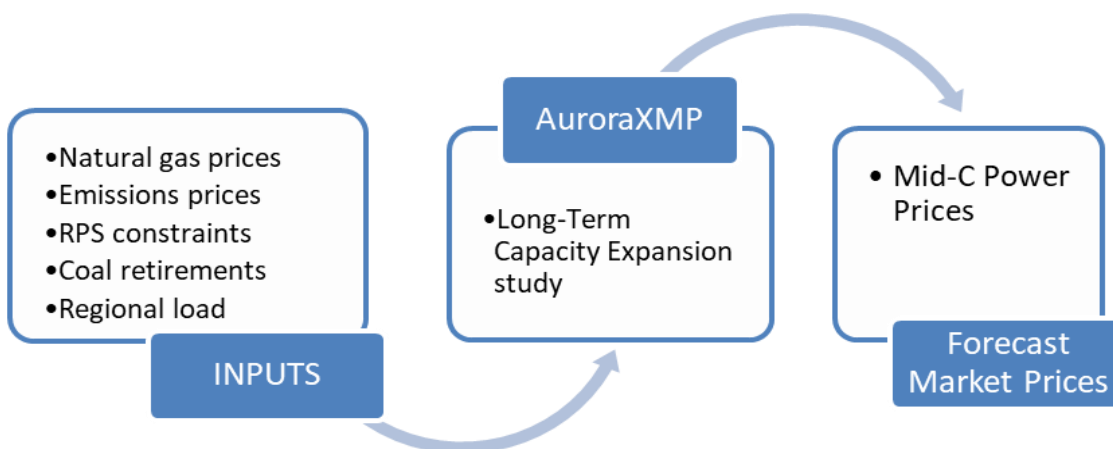 •Natural gas prices
•Emissions prices
•RPS constraints
•Coal retirements
•Regional load
INPUTS
AuroraXMP
•Long-Term
Capacity Expansion
study
• Mid-C Power
Prices
Forecast
Market Prices